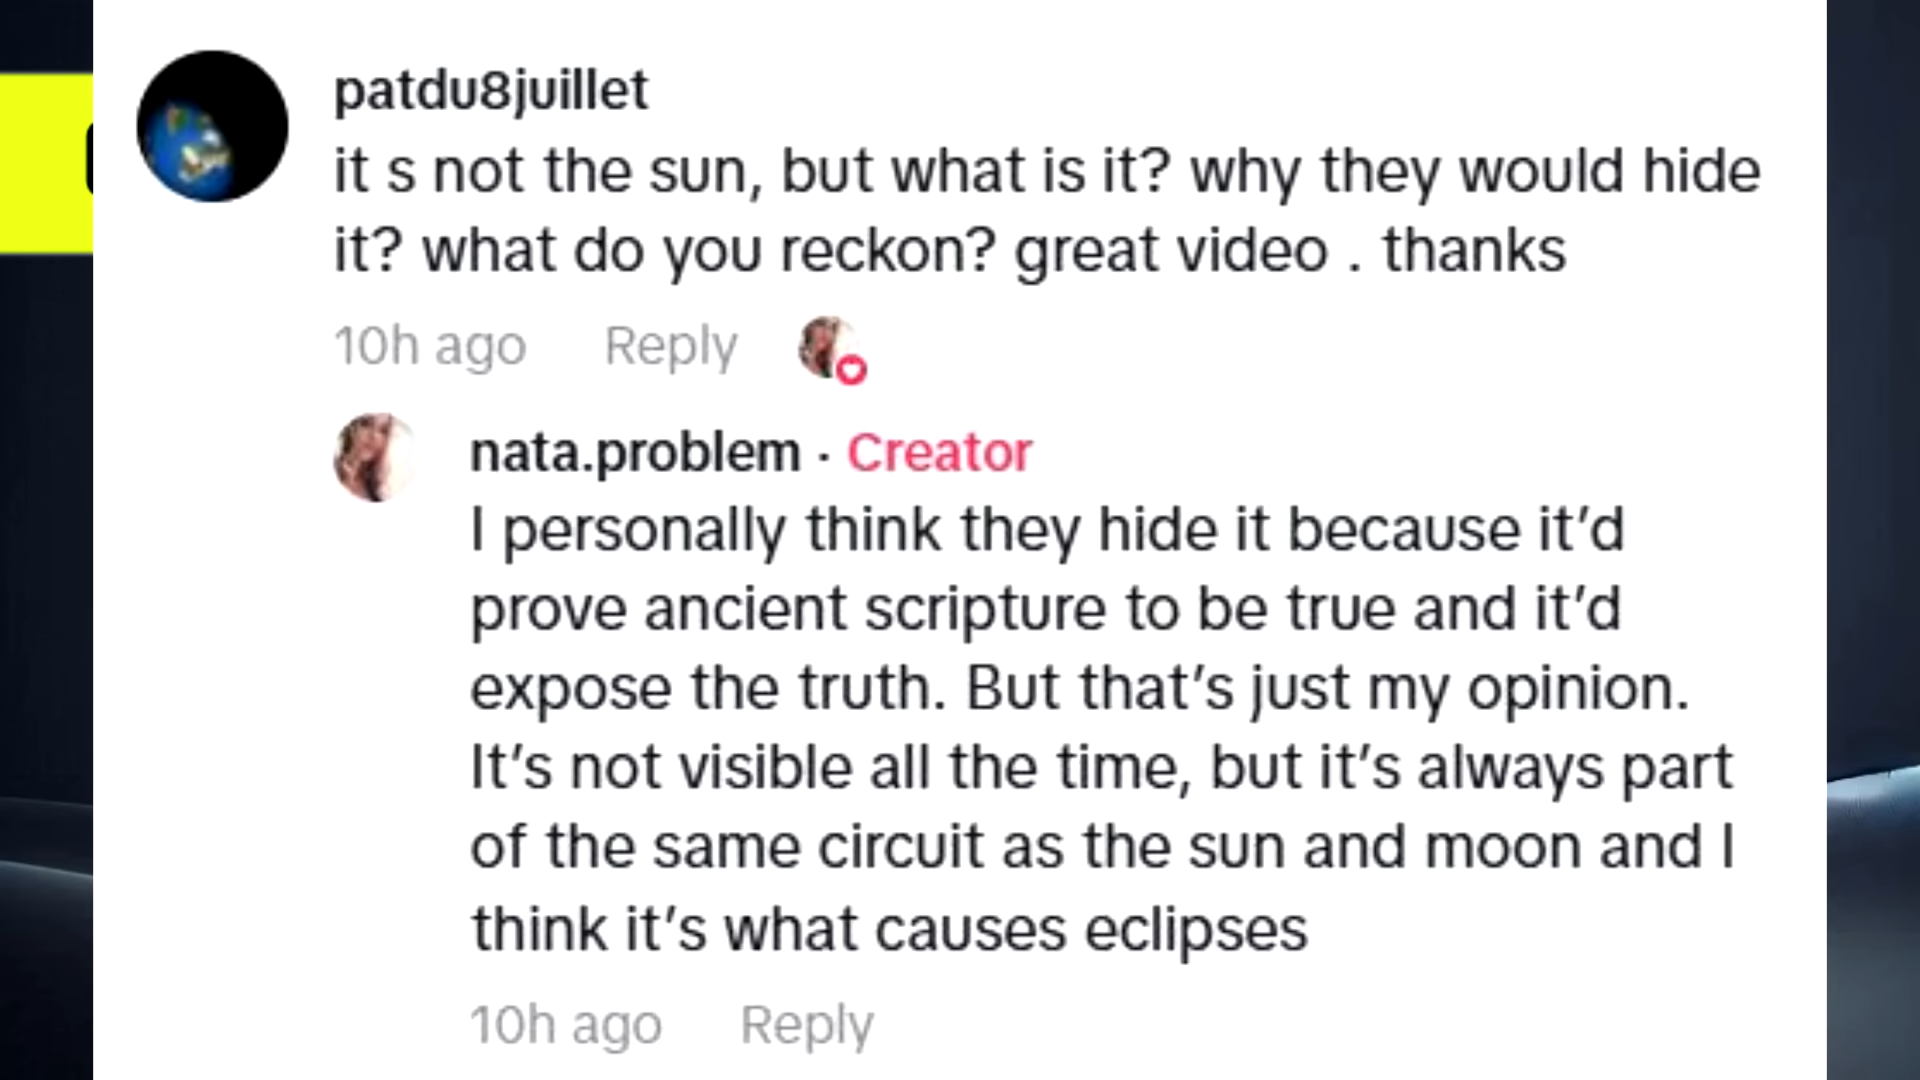 patdu8juillet
it s not the sun, but what is it? why they would hide
it? what do you reckon? great video . thanks
10h ago Reply
nata.problem · Creator
I personally think they hide it because it’d
prove ancient scripture to be true and it’d
expose the truth. But that’s just my opinion.
It’s not visible all the time, but it’s always part
of the same circuit as the sun and moon and I
think it’s what causes eclipses
10h ago Reply